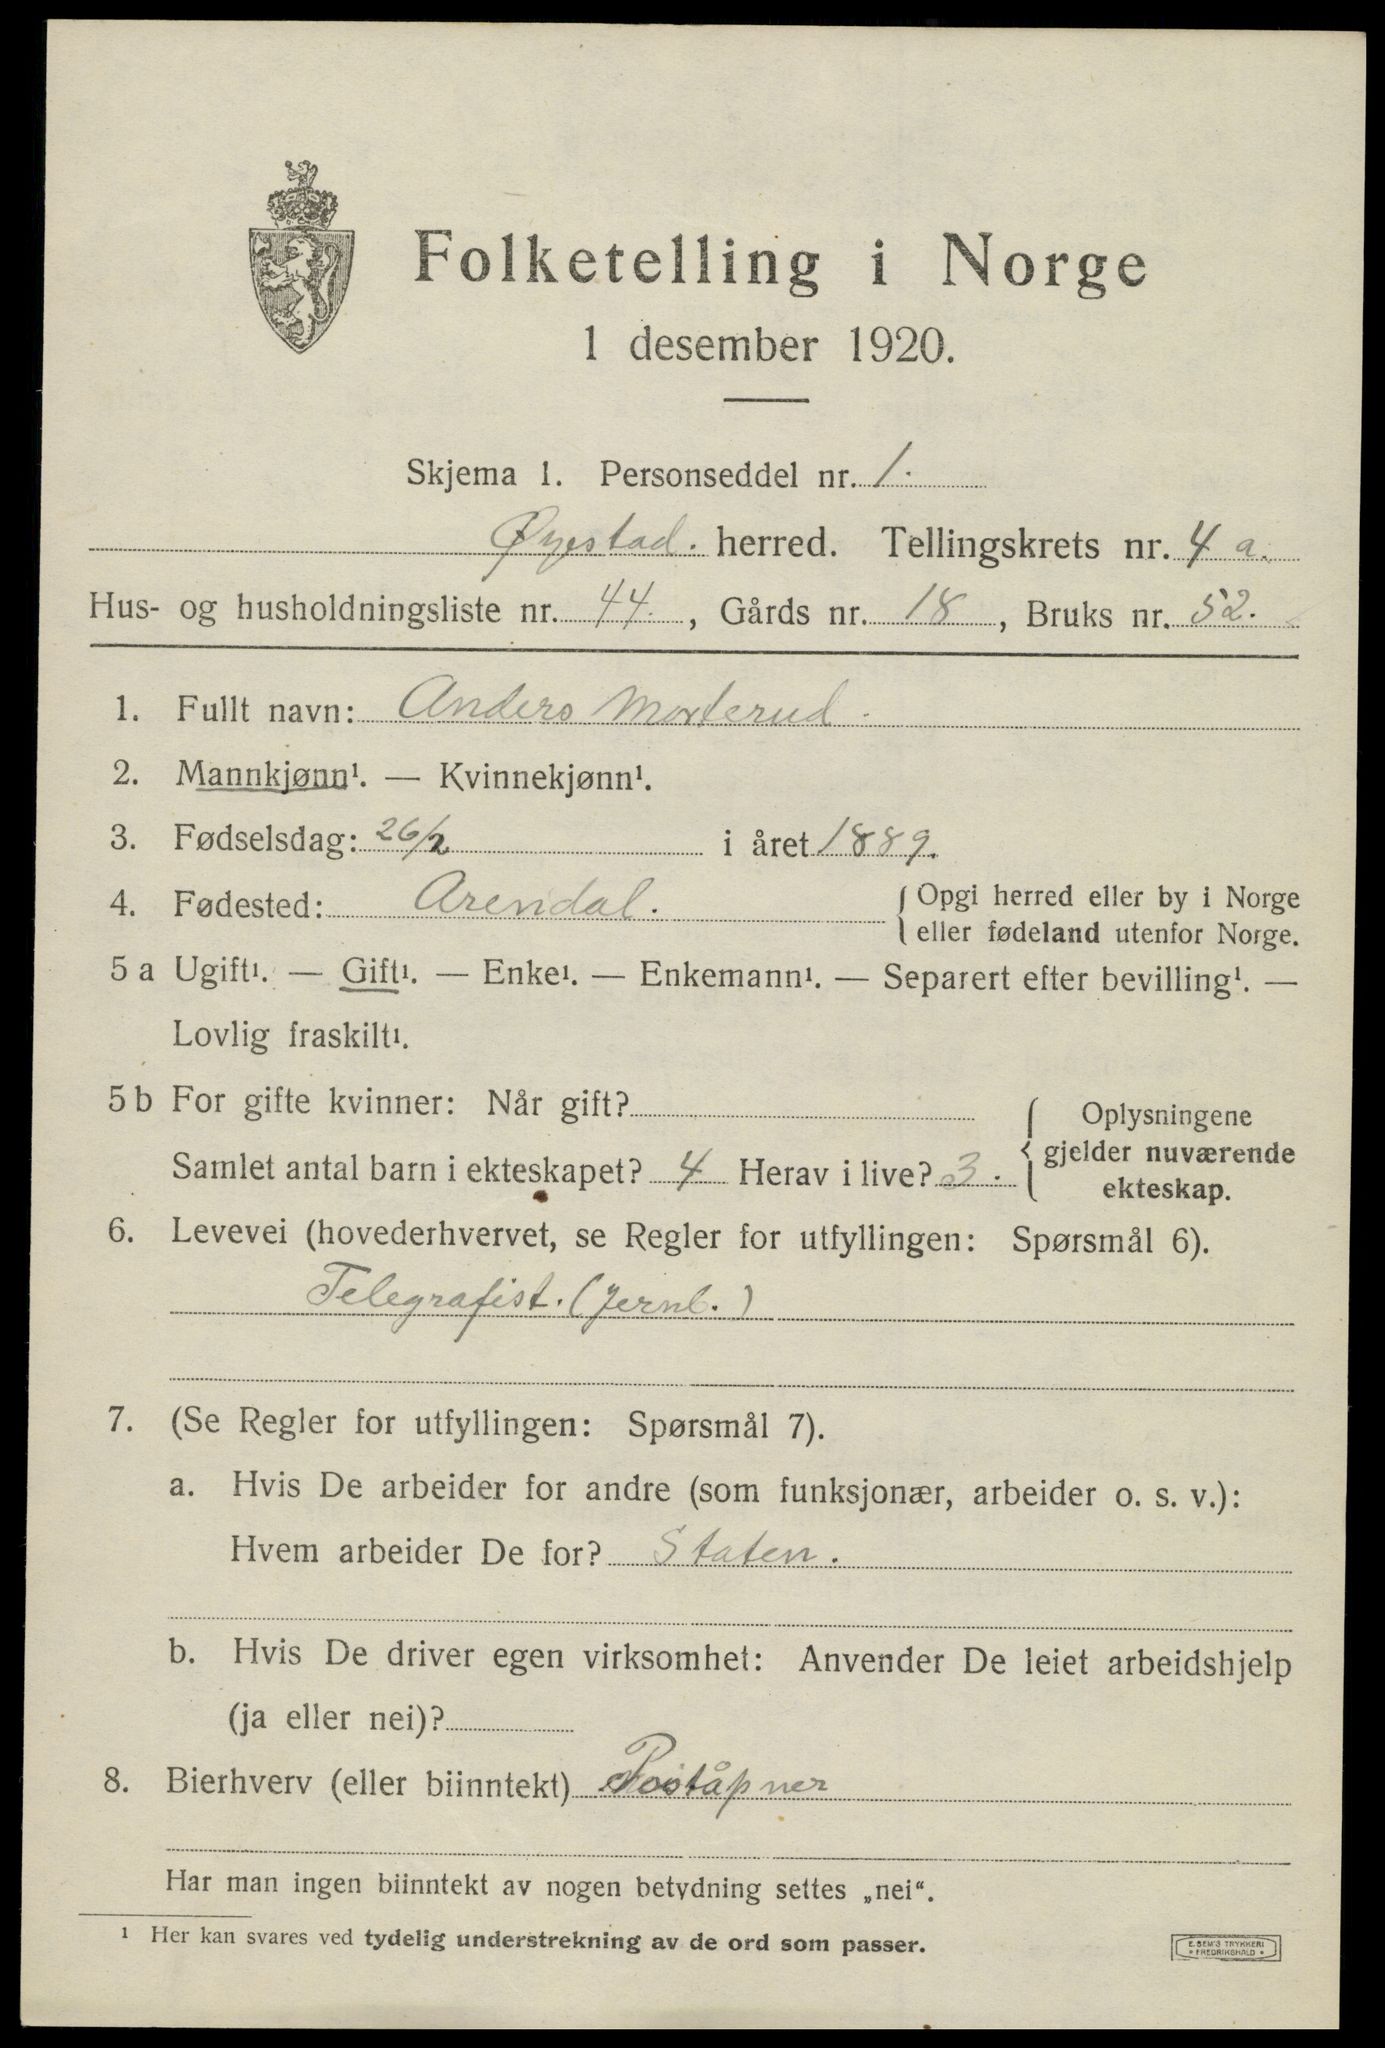 Folketelling i Norge
1 desember 1920.
Skjema 1. Personseddel nr. 1.
Øyestad. herred. Tellingskrets nr. 4 a.
Hus- og husholdningsliste nr. 44., Gårds nr. 18, Bruks nr. 52.
1. Fullt navn: Anders Morterud.
2. Mannkjønn¹. — Kvinnekjønn¹.
3. Fødselsdag: 26/2 i året 1889.
4. Fødested: Arendal. { Opgi herred eller by i Norge
eller fødeland utenfor Norge.
5 a Ugift¹. — Gift¹. — Enke¹. — Enkemann¹. — Separert efter bevilling¹. —
Lovlig fraskilt¹.
5 b For gifte kvinner: Når gift?
Samlet antal barn i ekteskapet? 4 Herav i live? 3.
{ Oplysningene
gjelder nuværende
ekteskap.
6. Levevei (hovederhvervet, se Regler for utfyllingen: Spørsmål 6).
Telegrafist. (Jernb.)
7. (Se Regler for utfyllingen: Spørsmål 7).
a. Hvis De arbeider for andre (som funksjonær, arbeider o. s. v.):
Hvem arbeider De for? Staten.
b. Hvis De driver egen virksomhet: Anvender De leiet arbeidshjelp
(ja eller nei)?
8. Bierhverv (eller biinntekt) Poståpner
Har man ingen biinntekt av nogen betydning settes „nei“.
¹ Her kan svares ved tydelig understrekning av de ord som passer.
E. SEM'S TRYKKERI
• FREDRIKSHALD •